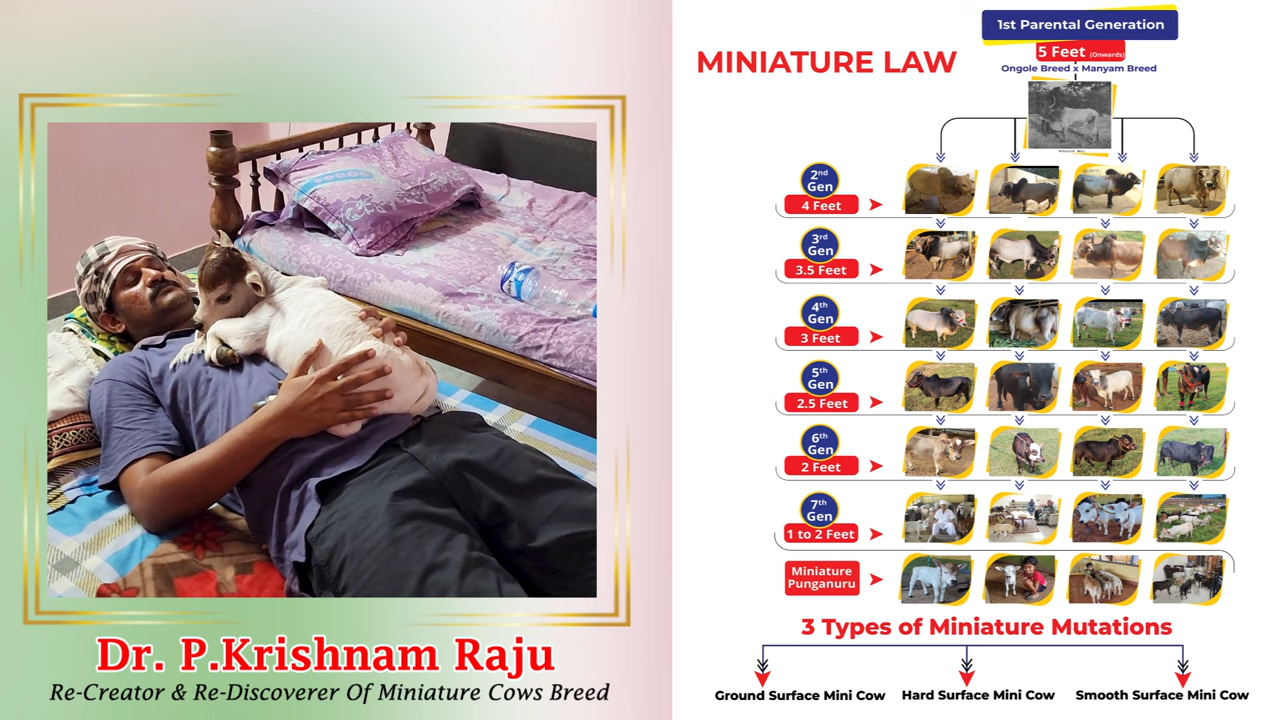 Dr. P.Krishnam Raju
Re-Creator & Re-Discoverer Of Miniature Cows Breed
MINIATURE LAW
1st Parental Generation
5 Feet (Onwards)
Ongole Breed x Manyam Breed
2nd
Gen
4 Feet
3rd
Gen
3.5 Feet
4th
Gen
3 Feet
5th
Gen
2.5 Feet
6th
Gen
2 Feet
7th
Gen
1 to 2 Feet
Miniature
Punganuru
3 Types of Miniature Mutations
Ground Surface Mini Cow
Hard Surface Mini Cow
Smooth Surface Mini Cow